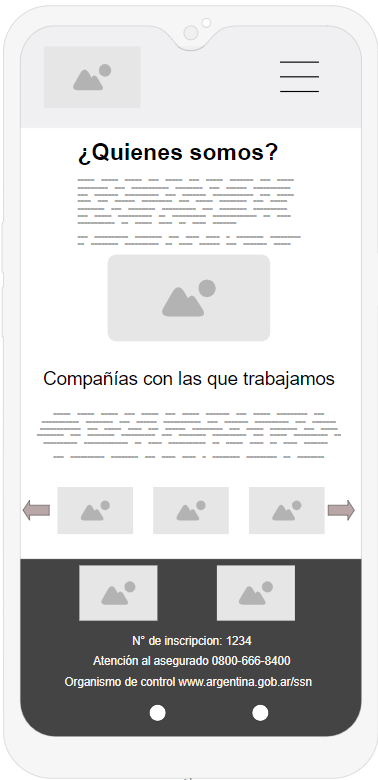 ¿Quienes somos?
Compañías con las que trabajamos
N° de inscripcion: 1234
Atención al asegurado 0800-666-8400
Organismo de control www.argentina.gob.ar/ssn